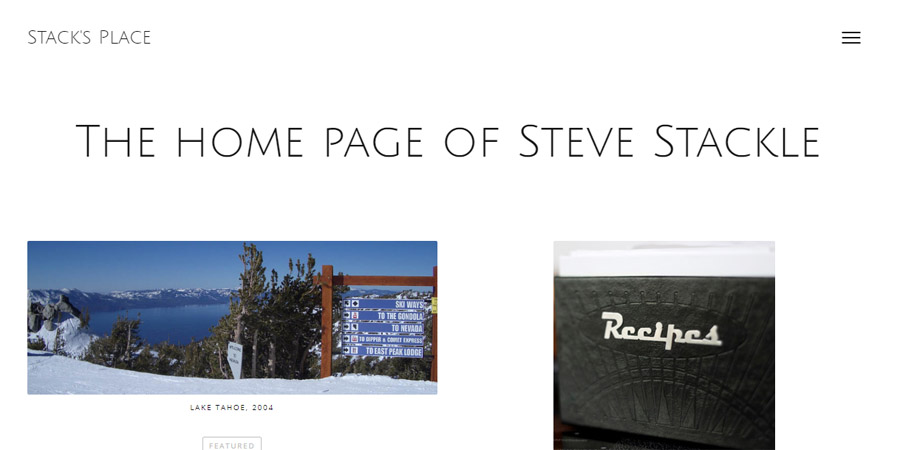 Stack's Place
The home page of Steve Stackle
SKI WAYS
TO THE GONDOLA
TO NEVADA
TO DIPPER & COMET EXPRESS
TO EAST PEAK LODGE
Recipes
LAKE TAHOE, 2004
FEATURED